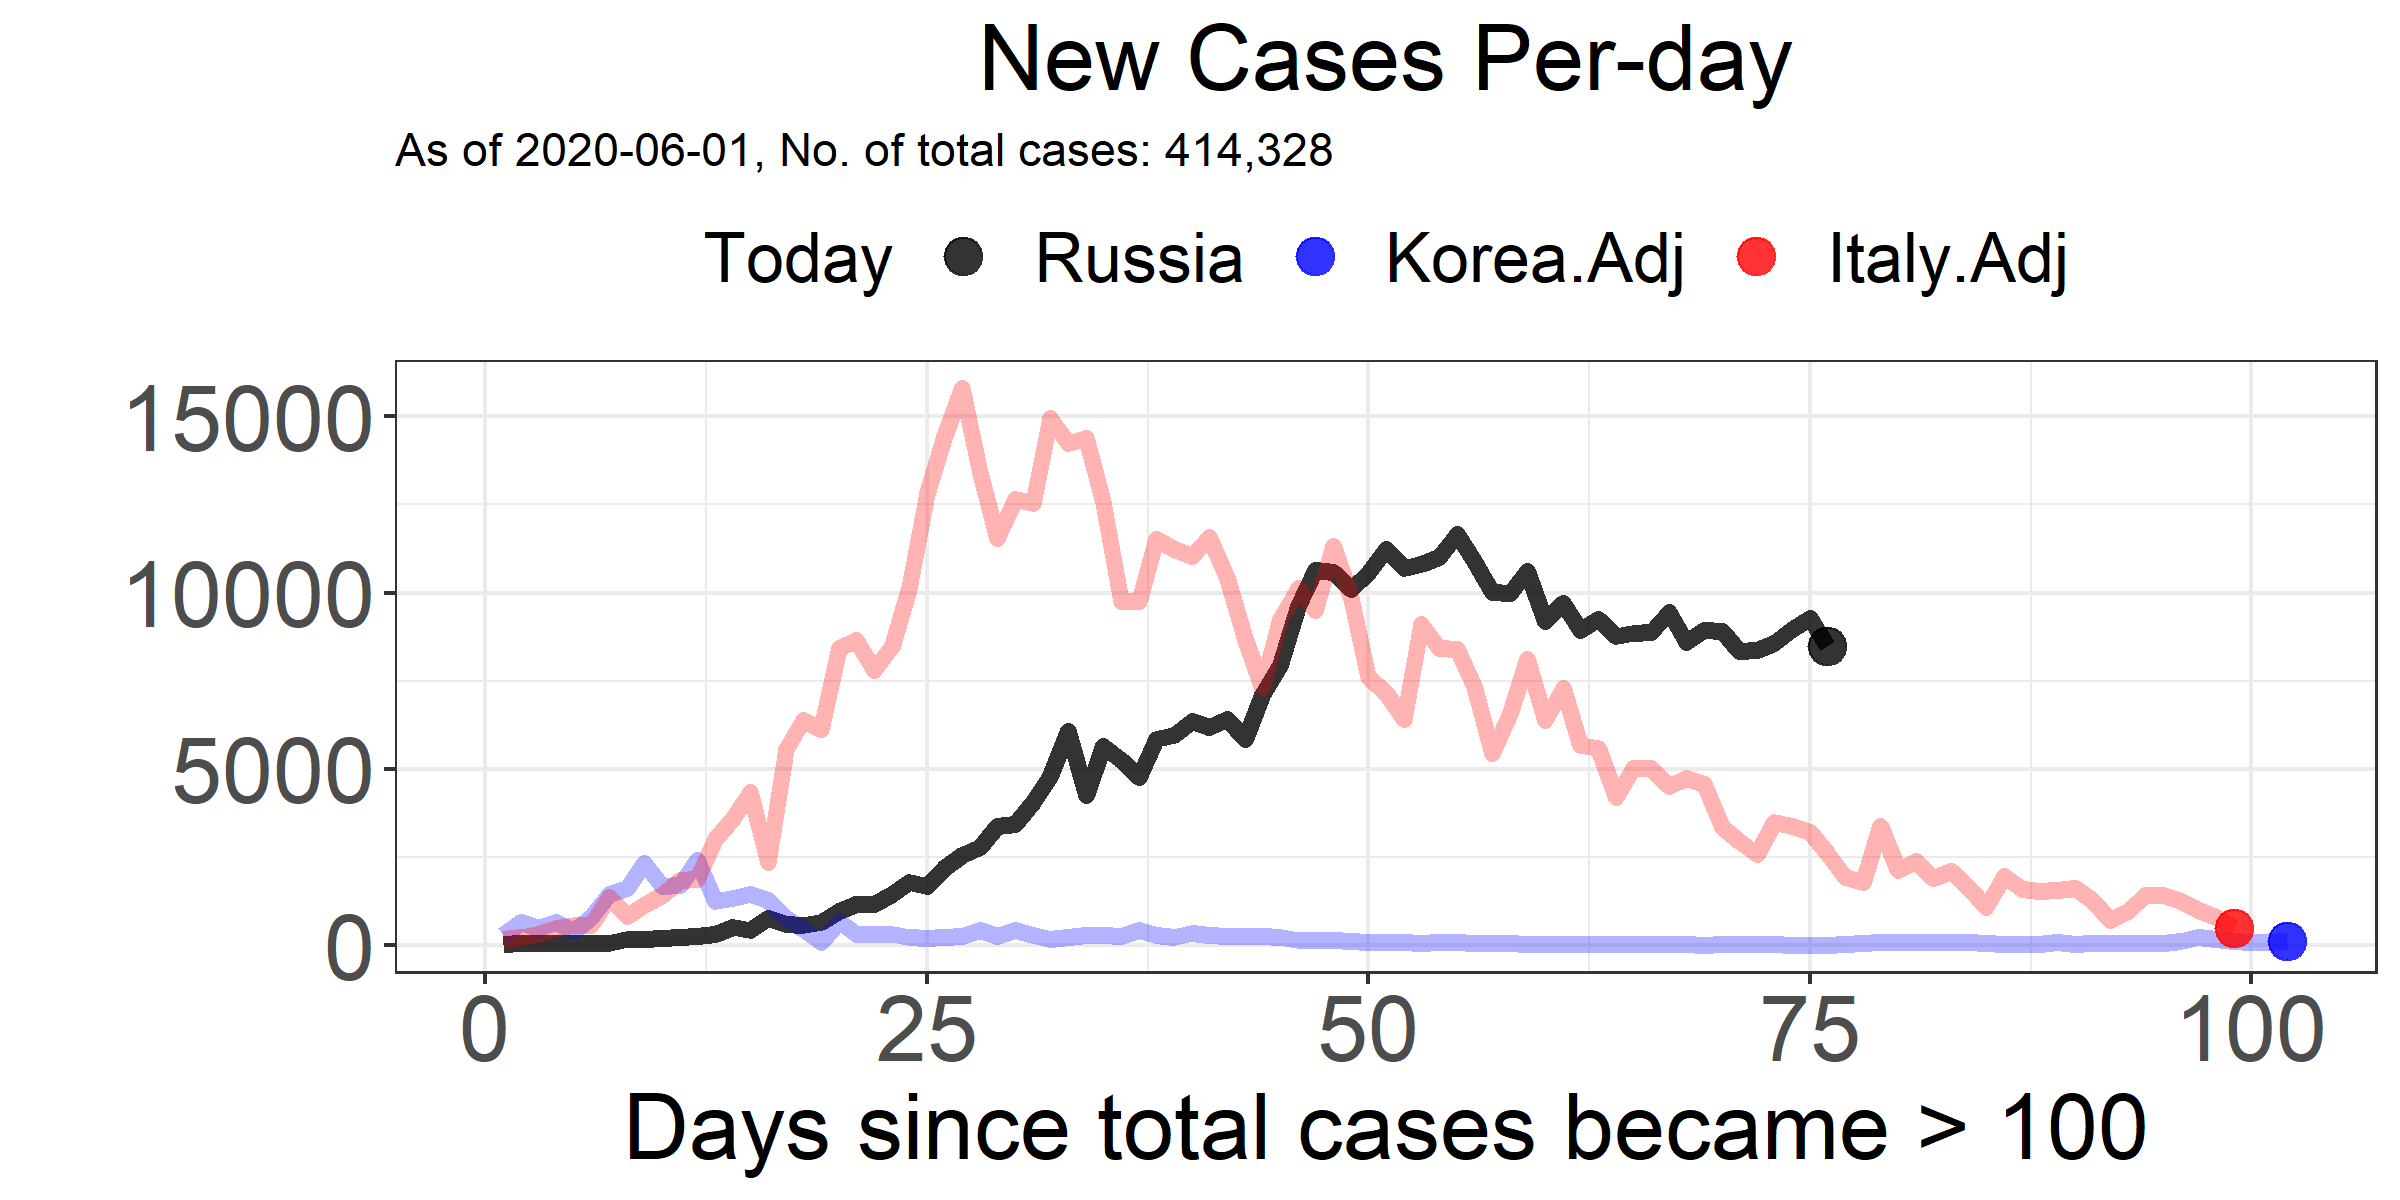 New Cases Per-day
As of 2020-06-01, No. of total cases: 414,328
Today Russia Korea.Adj Italy.Adj
15000
10000
5000
0
0 25 50 75 100
Days since total cases became > 100